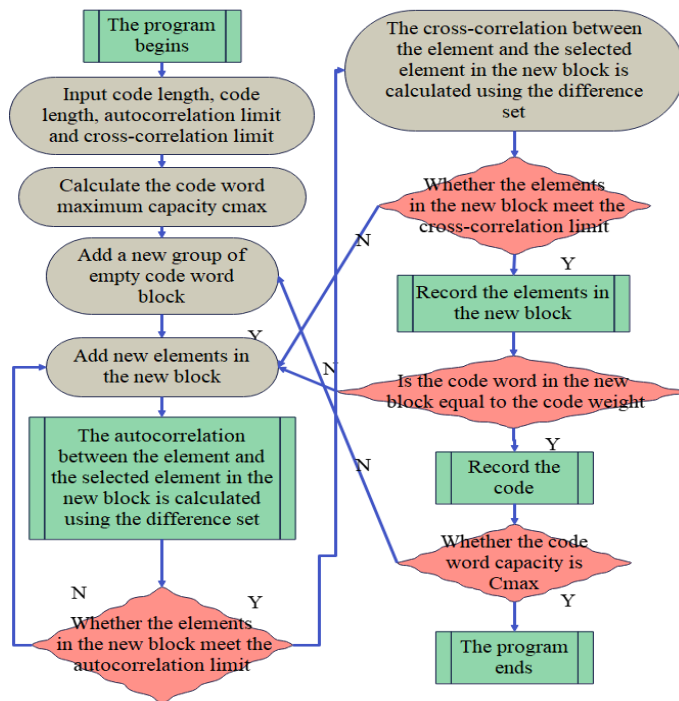 The program
begins
Input code length, code
length, autocorrelation limit
and cross-correlation limit
Calculate the code word
maximum capacity cmax
Add a new group of
empty code word
block
Y
Add new elements in
the new block
The autocorrelation
between the element and
the selected element in the
new block is calculated
using the difference set
N
Y
Whether the elements
in the new block meet the
autocorrelation limit
The cross-correlation between
the element and the selected
element in the new block is
calculated using the difference
set
Whether the elements
in the new block meet the
cross-correlation limit
N
Y
Record the elements in
the new block
N
Is the code word in the new
block equal to the code weight
Y
Record the
code
N
Whether the code
word capacity is
Cmax
Y
The program
ends